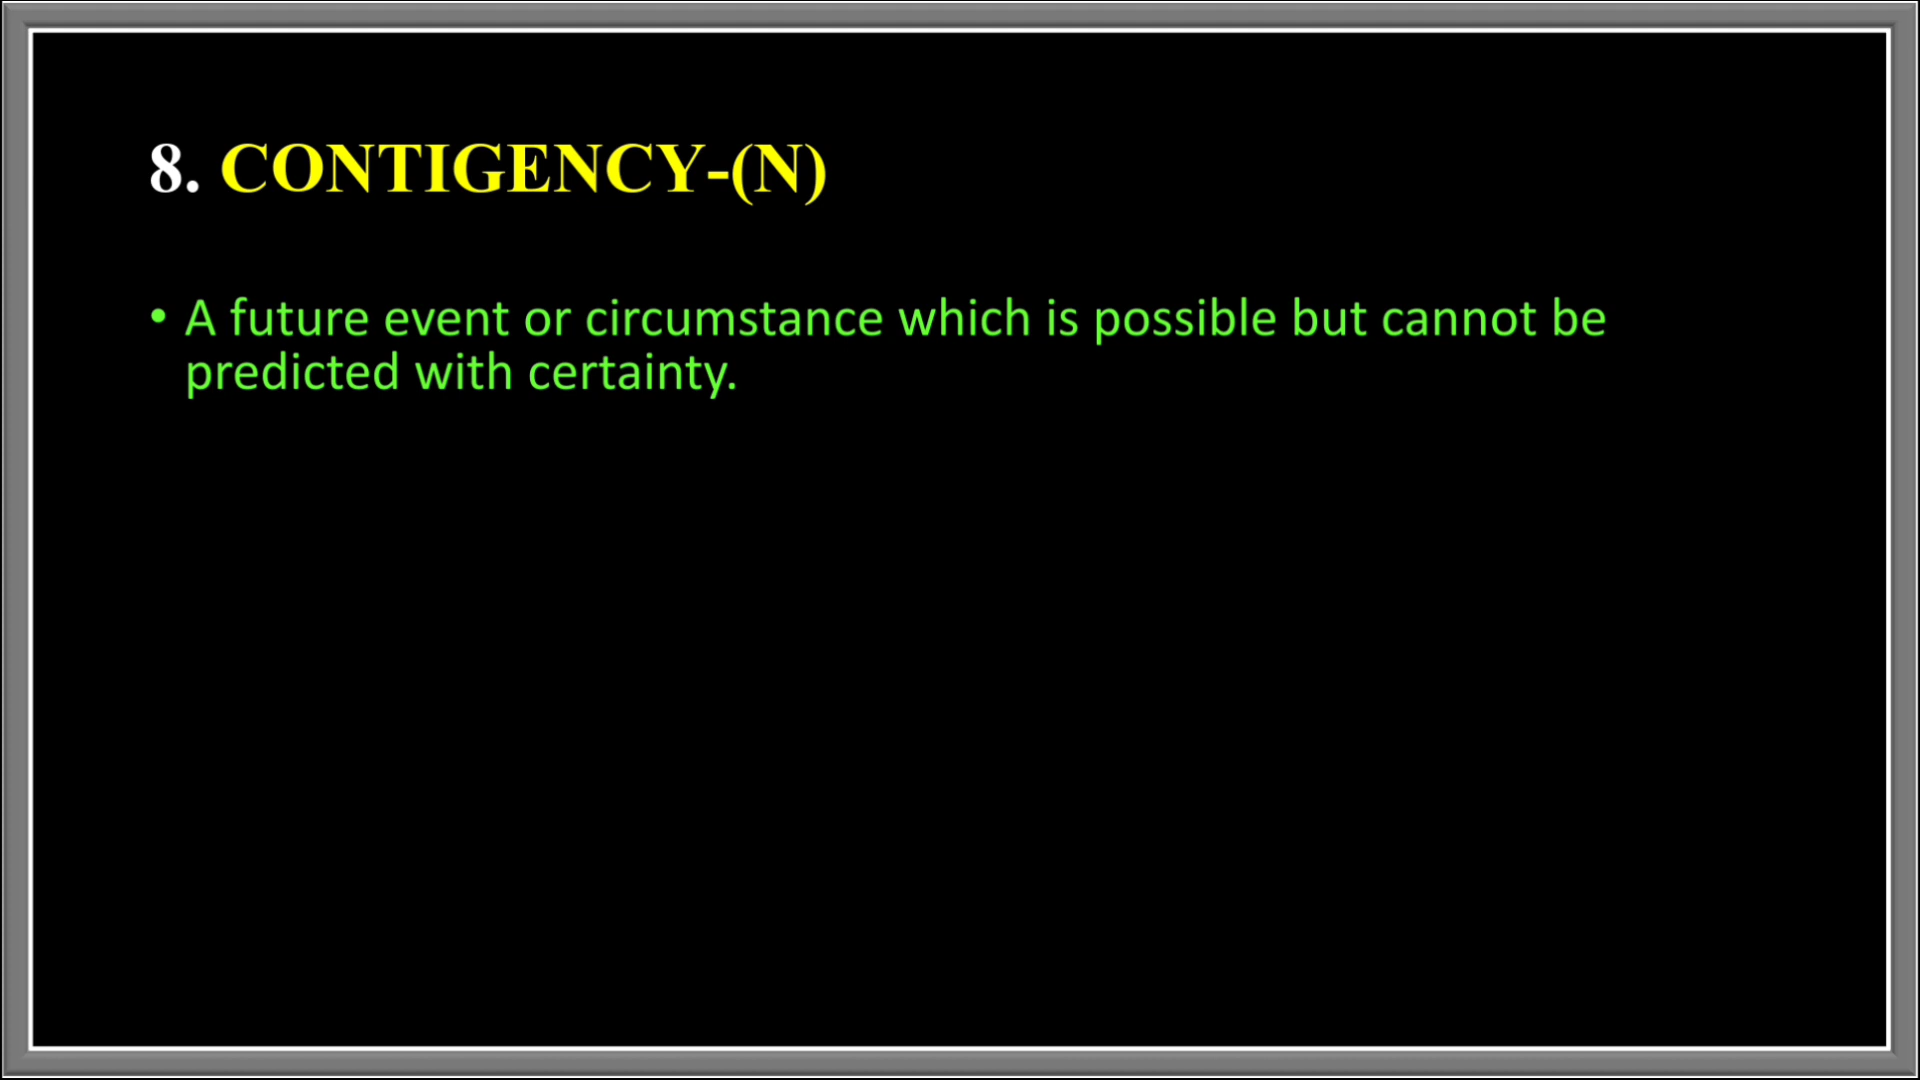 8. CONTIGENCY-(N)
• A future event or circumstance which is possible but cannot be
predicted with certainty.